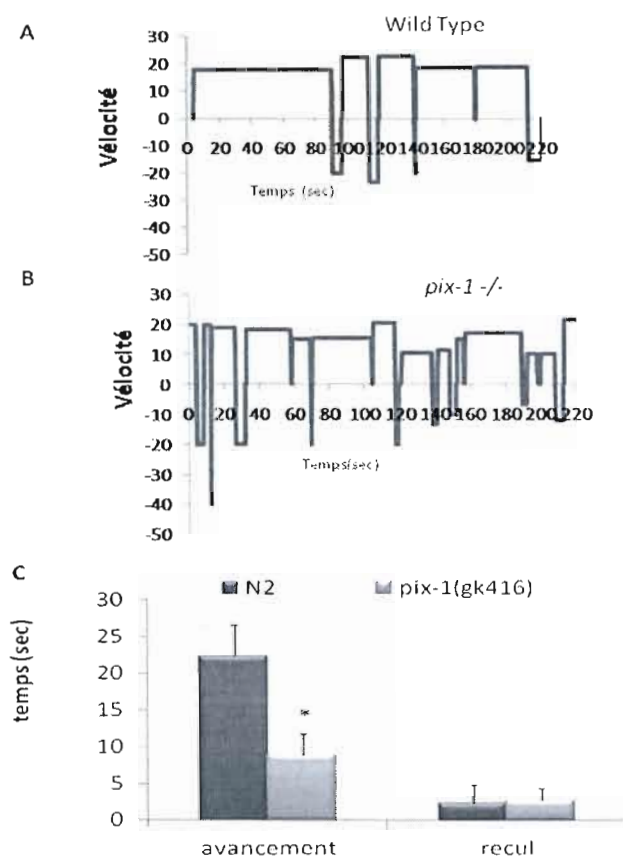 A
Wild Type
30
20
10
0
-10
-20
-30
-40
-50
Vélocité
0 20 40 60 80 100 120 140 160 180 200 220
Temps (sec)
B
pix-1 -/-
30
20
10
0
-10
-20
-30
-40
-50
Vélocité
0 20 40 60 80 100 120 140 160 180 200 220
Temps(sec)
C
N2 pix-1(gk416)
30
25
20
15
10
5
0
temps (sec)
*
avancement recul